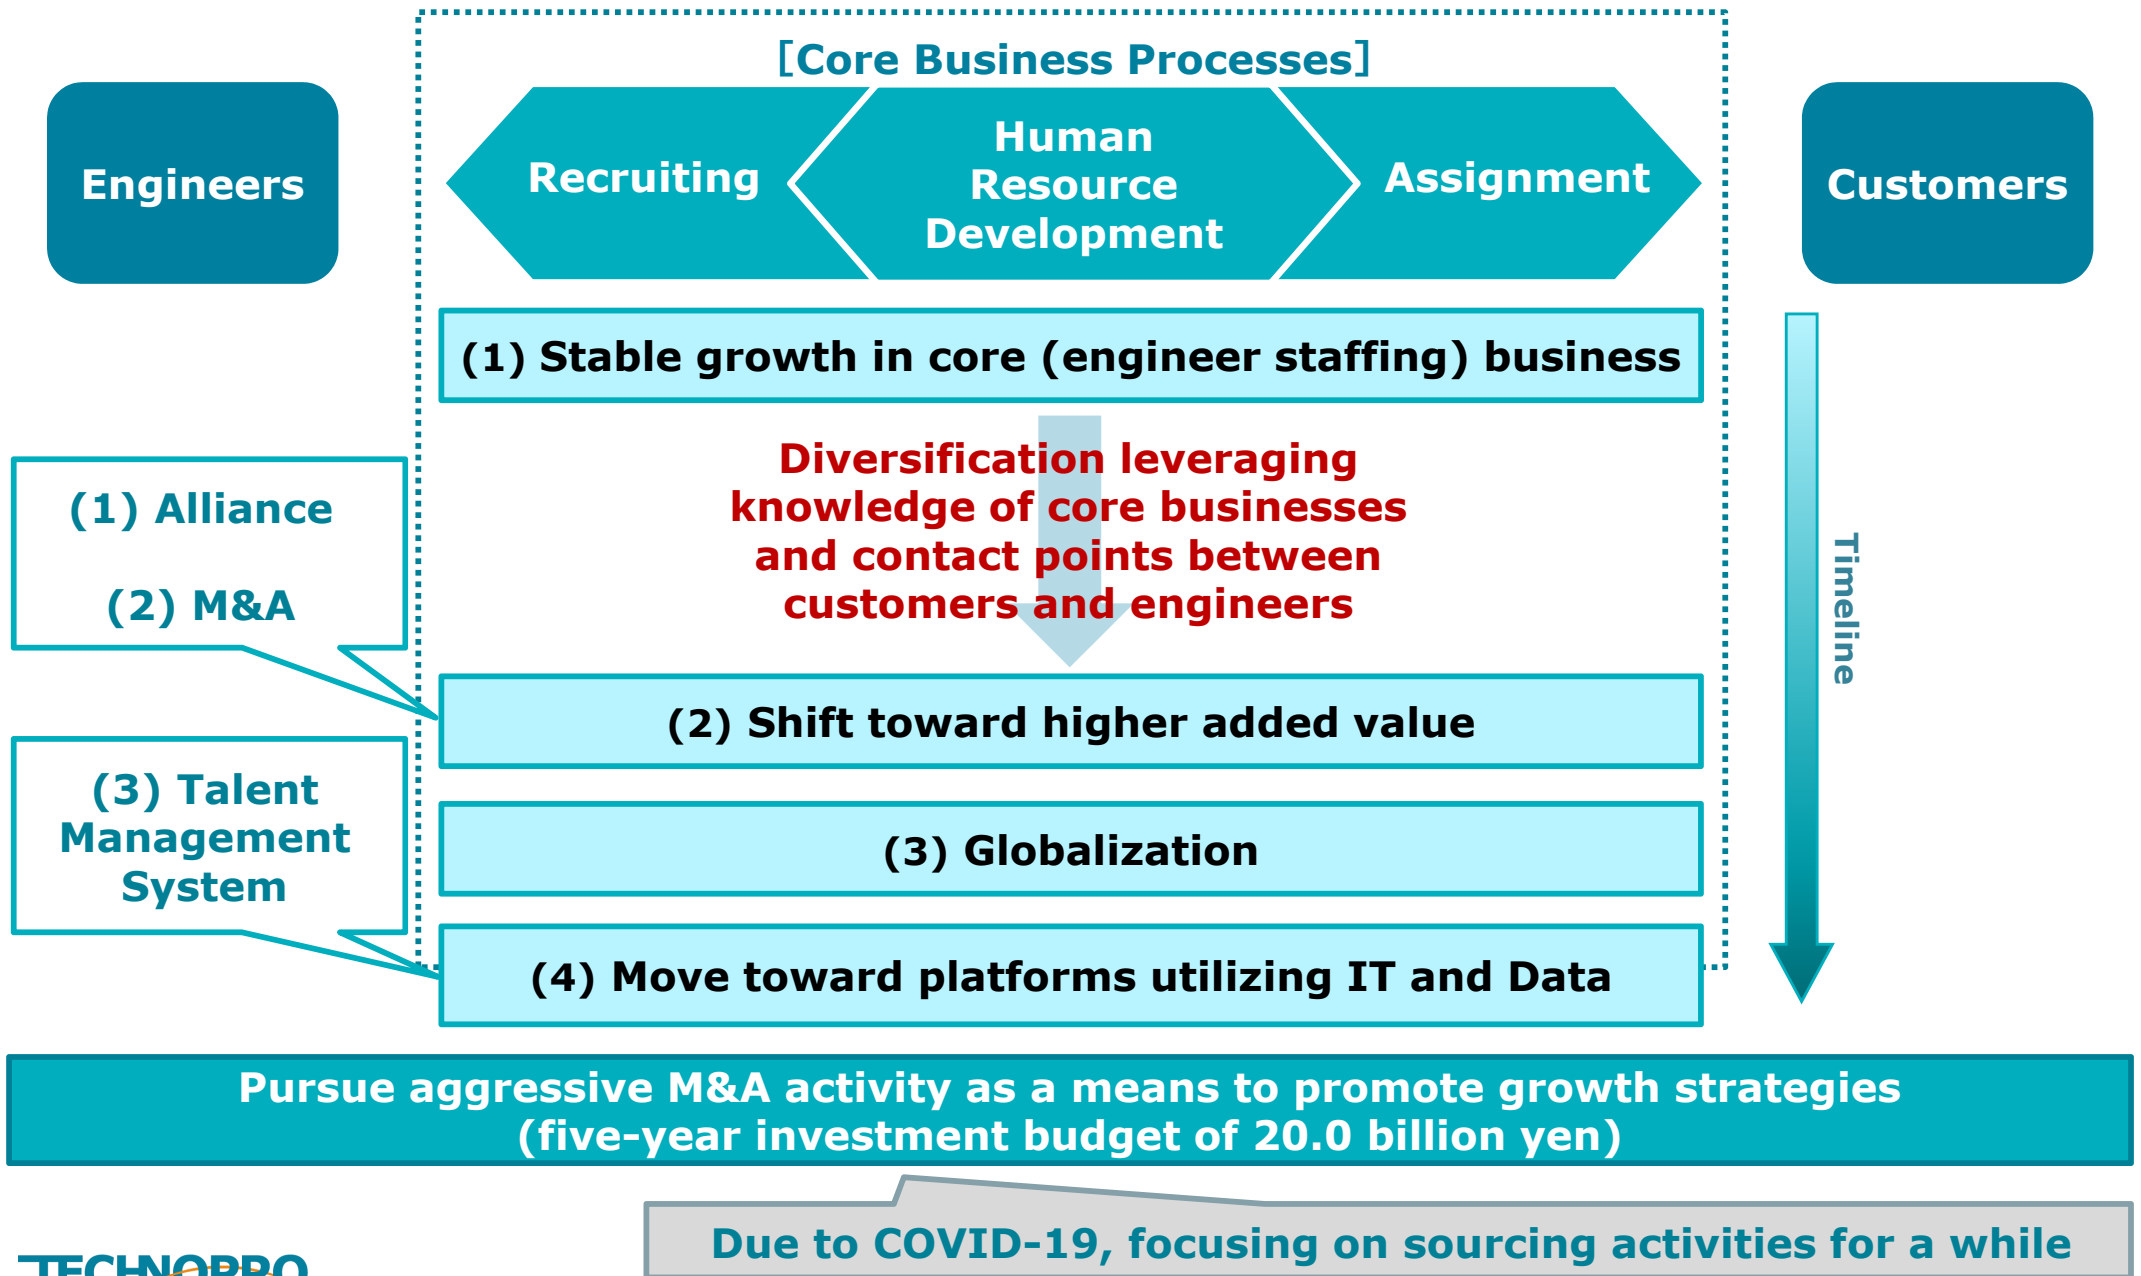 [Core Business Processes]
Engineers
Recruiting
Human
Resource
Development
Assignment
Customers
(1) Stable growth in core (engineer staffing) business
Diversification leveraging
knowledge of core businesses
and contact points between
customers and engineers
(1) Alliance
(2) M&A
Timeline
(2) Shift toward higher added value
(3) Talent
Management
System
(3) Globalization
(4) Move toward platforms utilizing IT and Data
Pursue aggressive M&A activity as a means to promote growth strategies
(five-year investment budget of 20.0 billion yen)
Due to COVID-19, focusing on sourcing activities for a while
TECHNOPRO